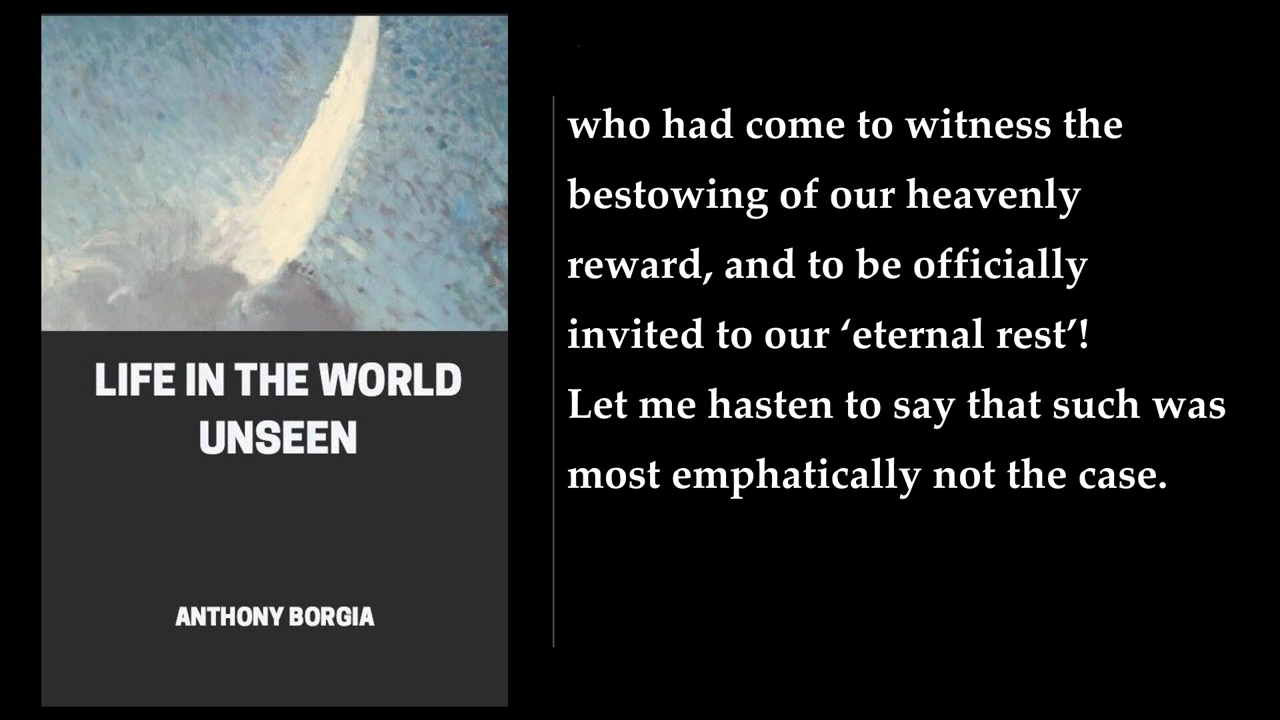 LIFE IN THE WORLD
UNSEEN
ANTHONY BORGIA
who had come to witness the
bestowing of our heavenly
reward, and to be officially
invited to our ‘eternal rest’!
Let me hasten to say that such was
most emphatically not the case.